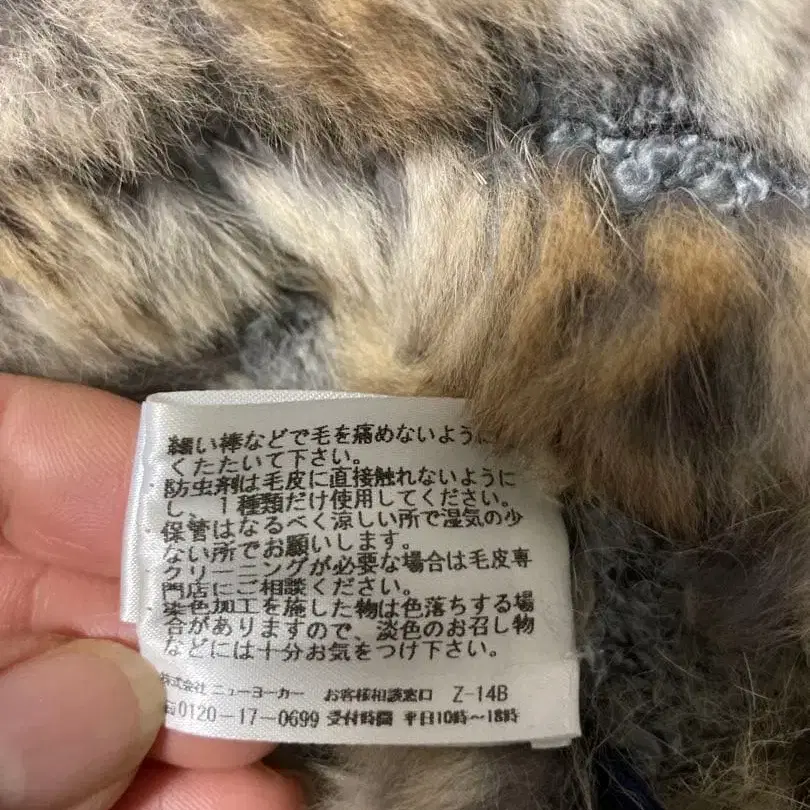 細い棒などで毛を痛めないように
くたたいて下さい。
・防虫剤は毛皮に直接触れないように
し、1種類だけ使用してください。
・保管はなるべく涼しい所で湿気の少
ない所でお願いします。
・クリーニングが必要な場合は毛皮専
門店にご相談ください。
・染色加工を施した物は色落ちする場
合がありますので、淡色のお召し物
などには十分お気をつけ下さい。
株式会社 ニューヨーカー お客様相談窓口 Z-14B
0120-17-0699 受付時間 平日10時〜18時